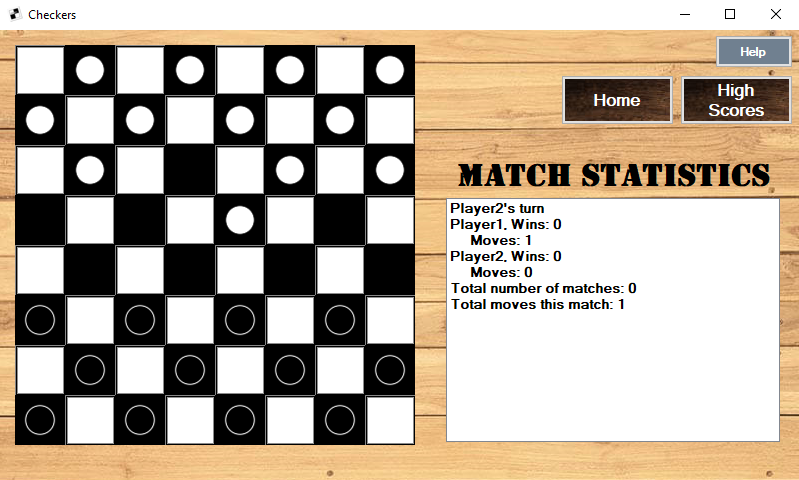 Checkers
Help
Home
High
Scores
MATCH STATISTICS
Player2's turn
Player1, Wins: 0
Moves: 1
Player2, Wins: 0
Moves: 0
Total number of matches: 0
Total moves this match: 1